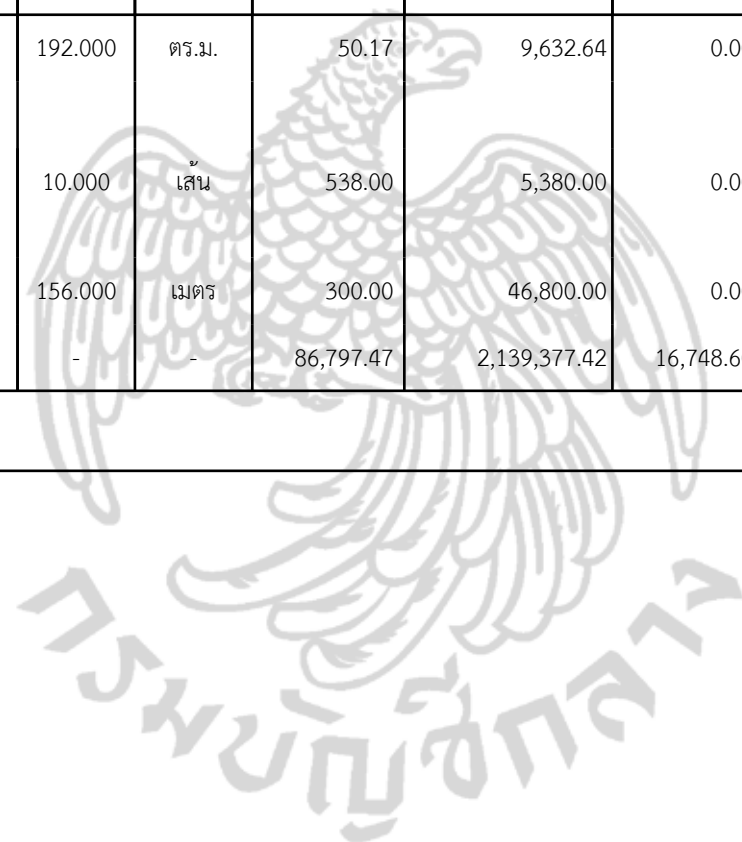 192.000 ตร.ม. 50.17 9,632.64 0.0
10.000 เส้น 538.00 5,380.00 0.0
156.000 เมตร 300.00 46,800.00 0.0
- - 86,797.47 2,139,377.42 16,748.6
กรมบัญชีกลาง